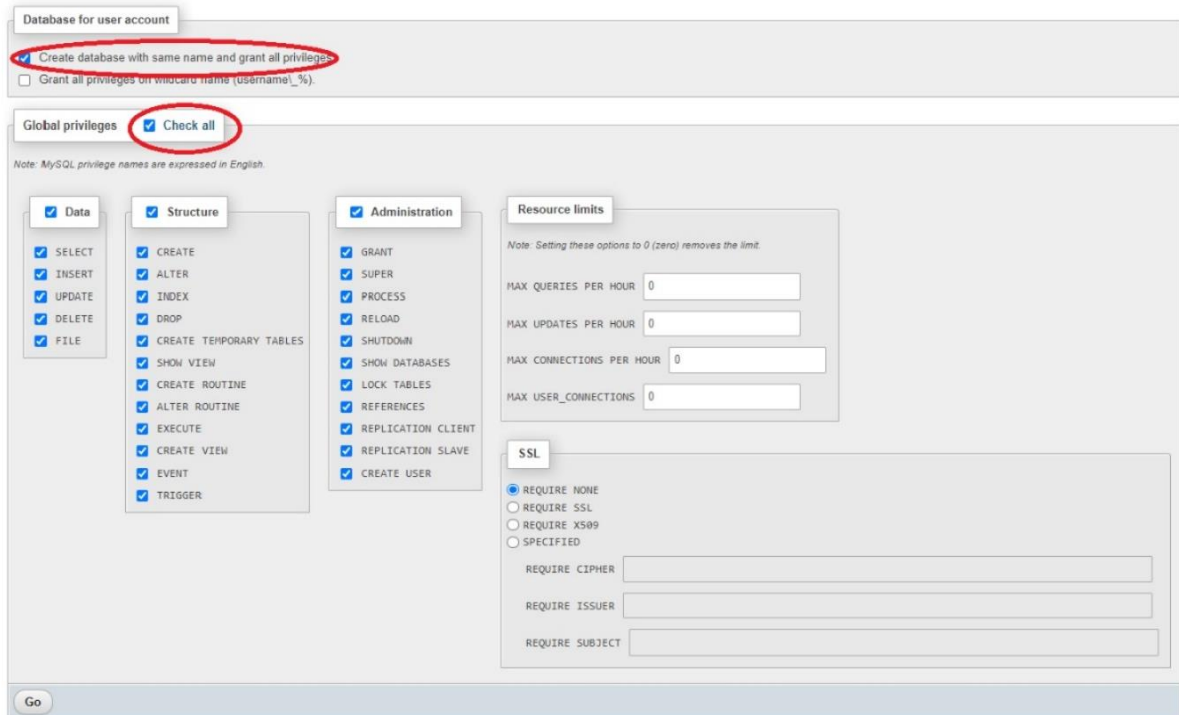 Database for user account
Create database with same name and grant all privileges
Grant all privileges on wildcard name (username\_%).
Global privileges Check all
Note: MySQL privilege names are expressed in English.
Data
SELECT
INSERT
UPDATE
DELETE
FILE
Structure
CREATE
ALTER
INDEX
DROP
CREATE TEMPORARY TABLES
SHOW VIEW
CREATE ROUTINE
ALTER ROUTINE
EXECUTE
CREATE VIEW
EVENT
TRIGGER
Administration
GRANT
SUPER
PROCESS
RELOAD
SHUTDOWN
SHOW DATABASES
LOCK TABLES
REFERENCES
REPLICATION CLIENT
REPLICATION SLAVE
CREATE USER
Resource limits
Note: Setting these options to 0 (zero) removes the limit.
MAX QUERIES PER HOUR 0
MAX UPDATES PER HOUR 0
MAX CONNECTIONS PER HOUR 0
MAX USER_CONNECTIONS 0
SSL
REQUIRE NONE
REQUIRE SSL
REQUIRE X509
SPECIFIED
REQUIRE CIPHER
REQUIRE ISSUER
REQUIRE SUBJECT
Go